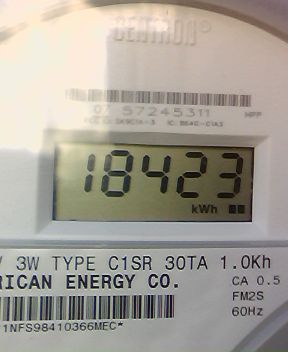 CENTRON®
07 57245311 MPP
18423
kWh
V 3W TYPE C1SR 30TA 1.0Kh
RICAN ENERGY CO. CA 0.5
FM2S
60Hz
1NFS98410366MEC*